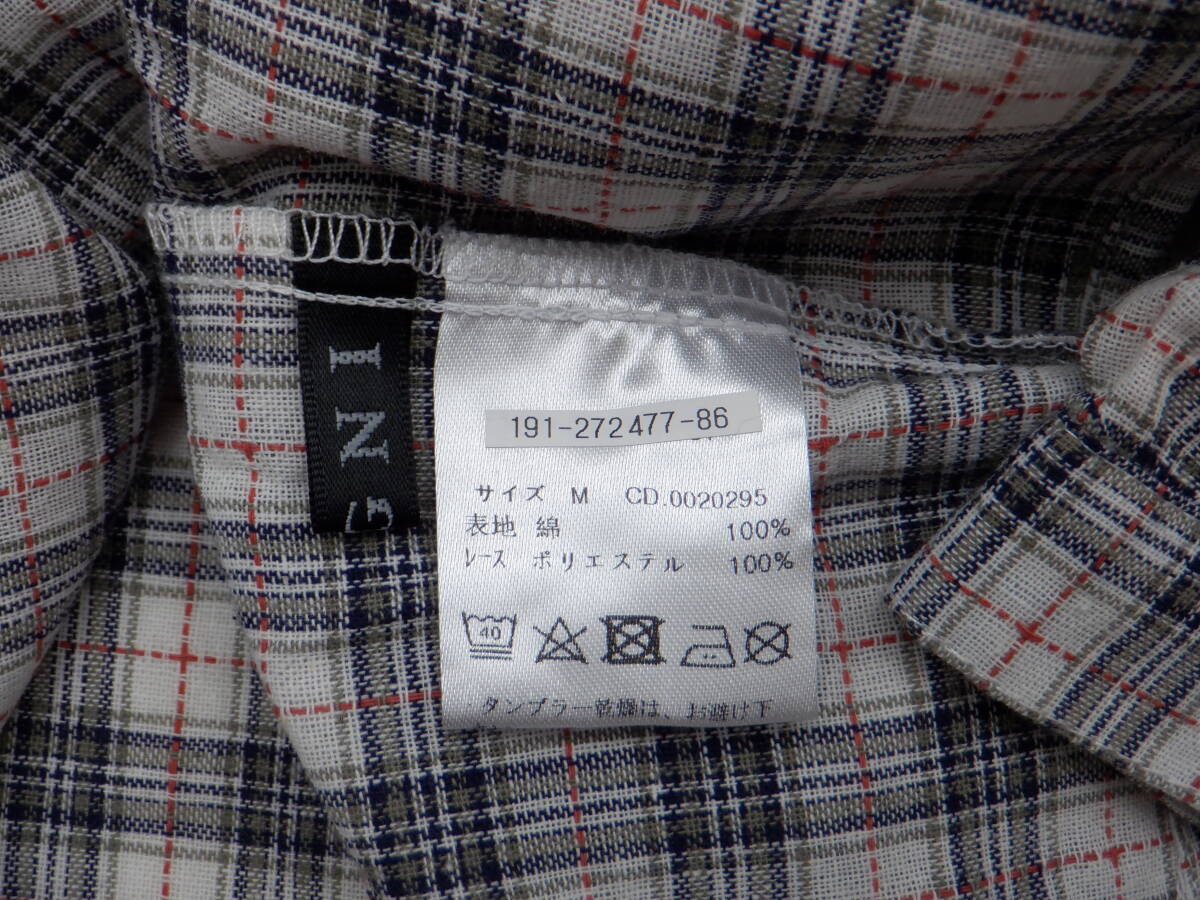 ING
191-272477-86
サイズ M CD.0020295
表地 綿 100%
レース ポリエステル 100%
40
タンブラー乾燥は、お避け下